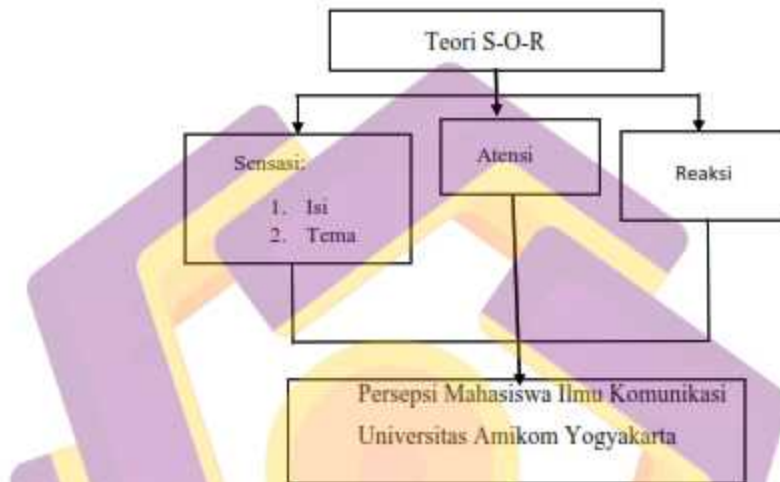 Teori S-O-R
Sensasi:
1. Isi
2. Tema
Atensi
Reaksi
Persepsi Mahasiswa Ilmu Komunikasi
Universitas Amikom Yogyakarta